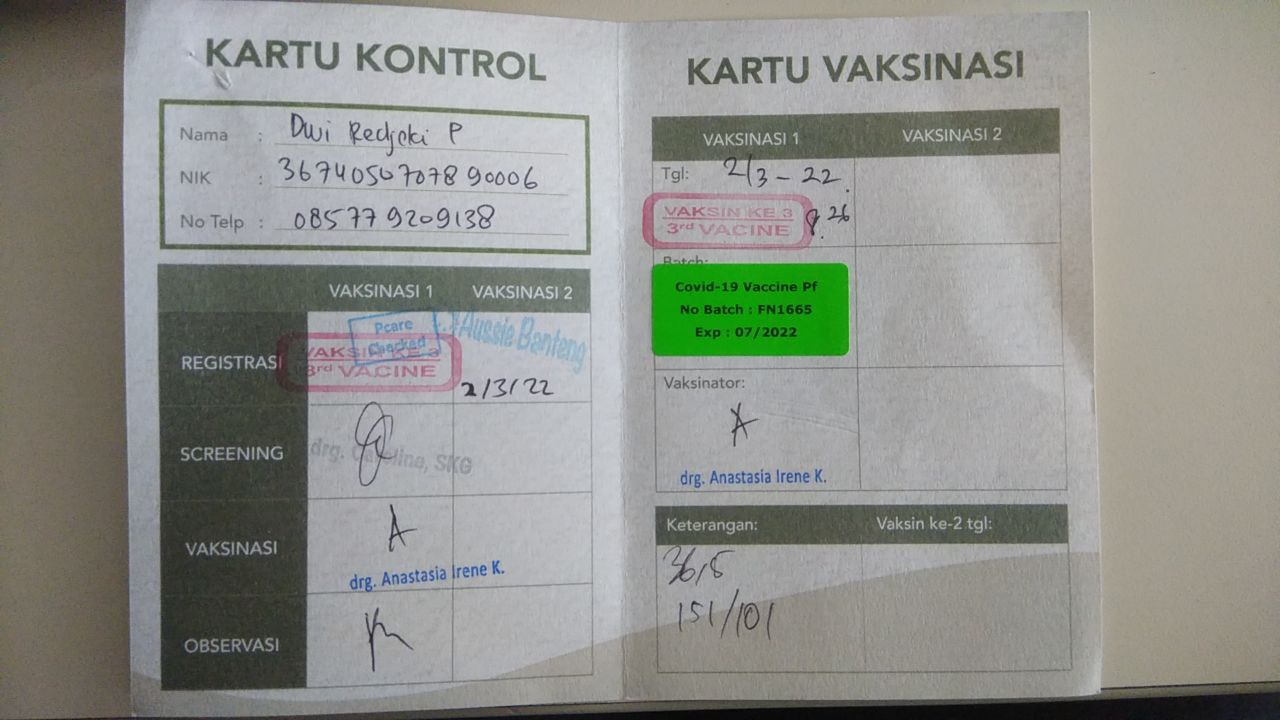 KARTU KONTROL
Nama : Dwi Redjeki P
NIK : 3674050707890006
No Telp : 085779209138
VAKSINASI 1 VAKSINASI 2
REGISTRASI
Pcare
Checked
Aussie Banteng
VAKSIN KE 3
3rd VACINE
2/3/22
SCREENING
drg. SKG
VAKSINASI
drg. Anastasia Irene K.
OBSERVASI
KARTU VAKSINASI
VAKSINASI 1 VAKSINASI 2
Tgl: 2/3-22.
VAKSIN KE 3
3rd VACINE
8.26
Batch:
Covid-19 Vaccine Pf
No Batch : FN1665
Exp : 07/2022
Vaksinator:
drg. Anastasia Irene K.
Keterangan: Vaksin ke-2 tgl:
36,5
151/101